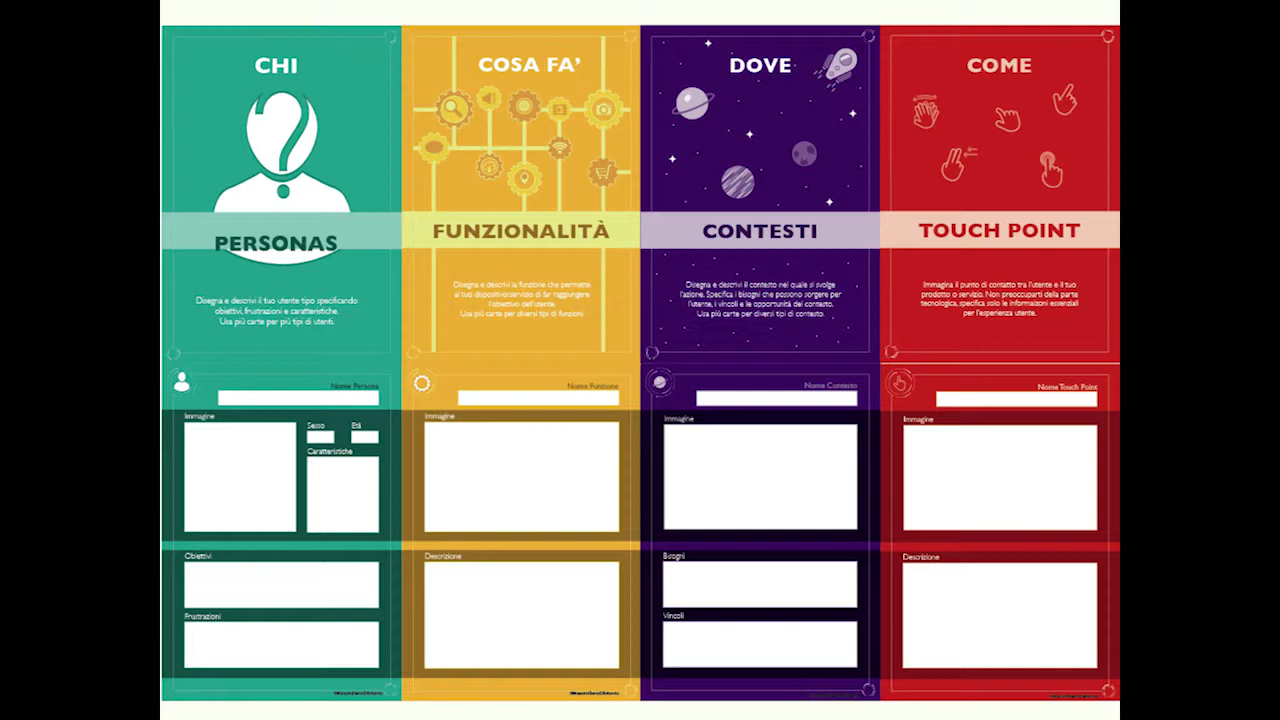 CHI
PERSONAS
Disegna e descrivi il tuo utente tipo specificando
obiettivi, frustrazioni e caratteristiche.
Usa più carte per più tipi di utenti.
Nome Persona
Immagine
Sesso
Età
Caratteristiche
Obiettivi
Frustrazioni
COSA FA'
FUNZIONALITÀ
Disegna e descrivi la funzione che permette
al tuo dispositivo/servizio di far raggiungere
l'obiettivo dell'utente.
Usa più carte per diversi tipi di funzioni
Nome Funzione
Immagine
Descrizione
DOVE
CONTESTI
Disegna e descrivi il contesto nel quale si svolge
l'azione. Specifica i bisogni che possono sorgere per
l'utente, i vincoli e le opportunità del contesto.
Usa più carte per diversi tipi di contesto.
Nome Contesto
Immagine
Bisogni
Vincoli
COME
TOUCH POINT
Immagina il punto di contatto tra l'utente e il tuo
prodotto o servizio. Non preoccuparti della parte
tecnologica, specifica solo le informaizoni essenziali
per l'esperienza utente.
Nome Touch Point
Immagine
Descrizione